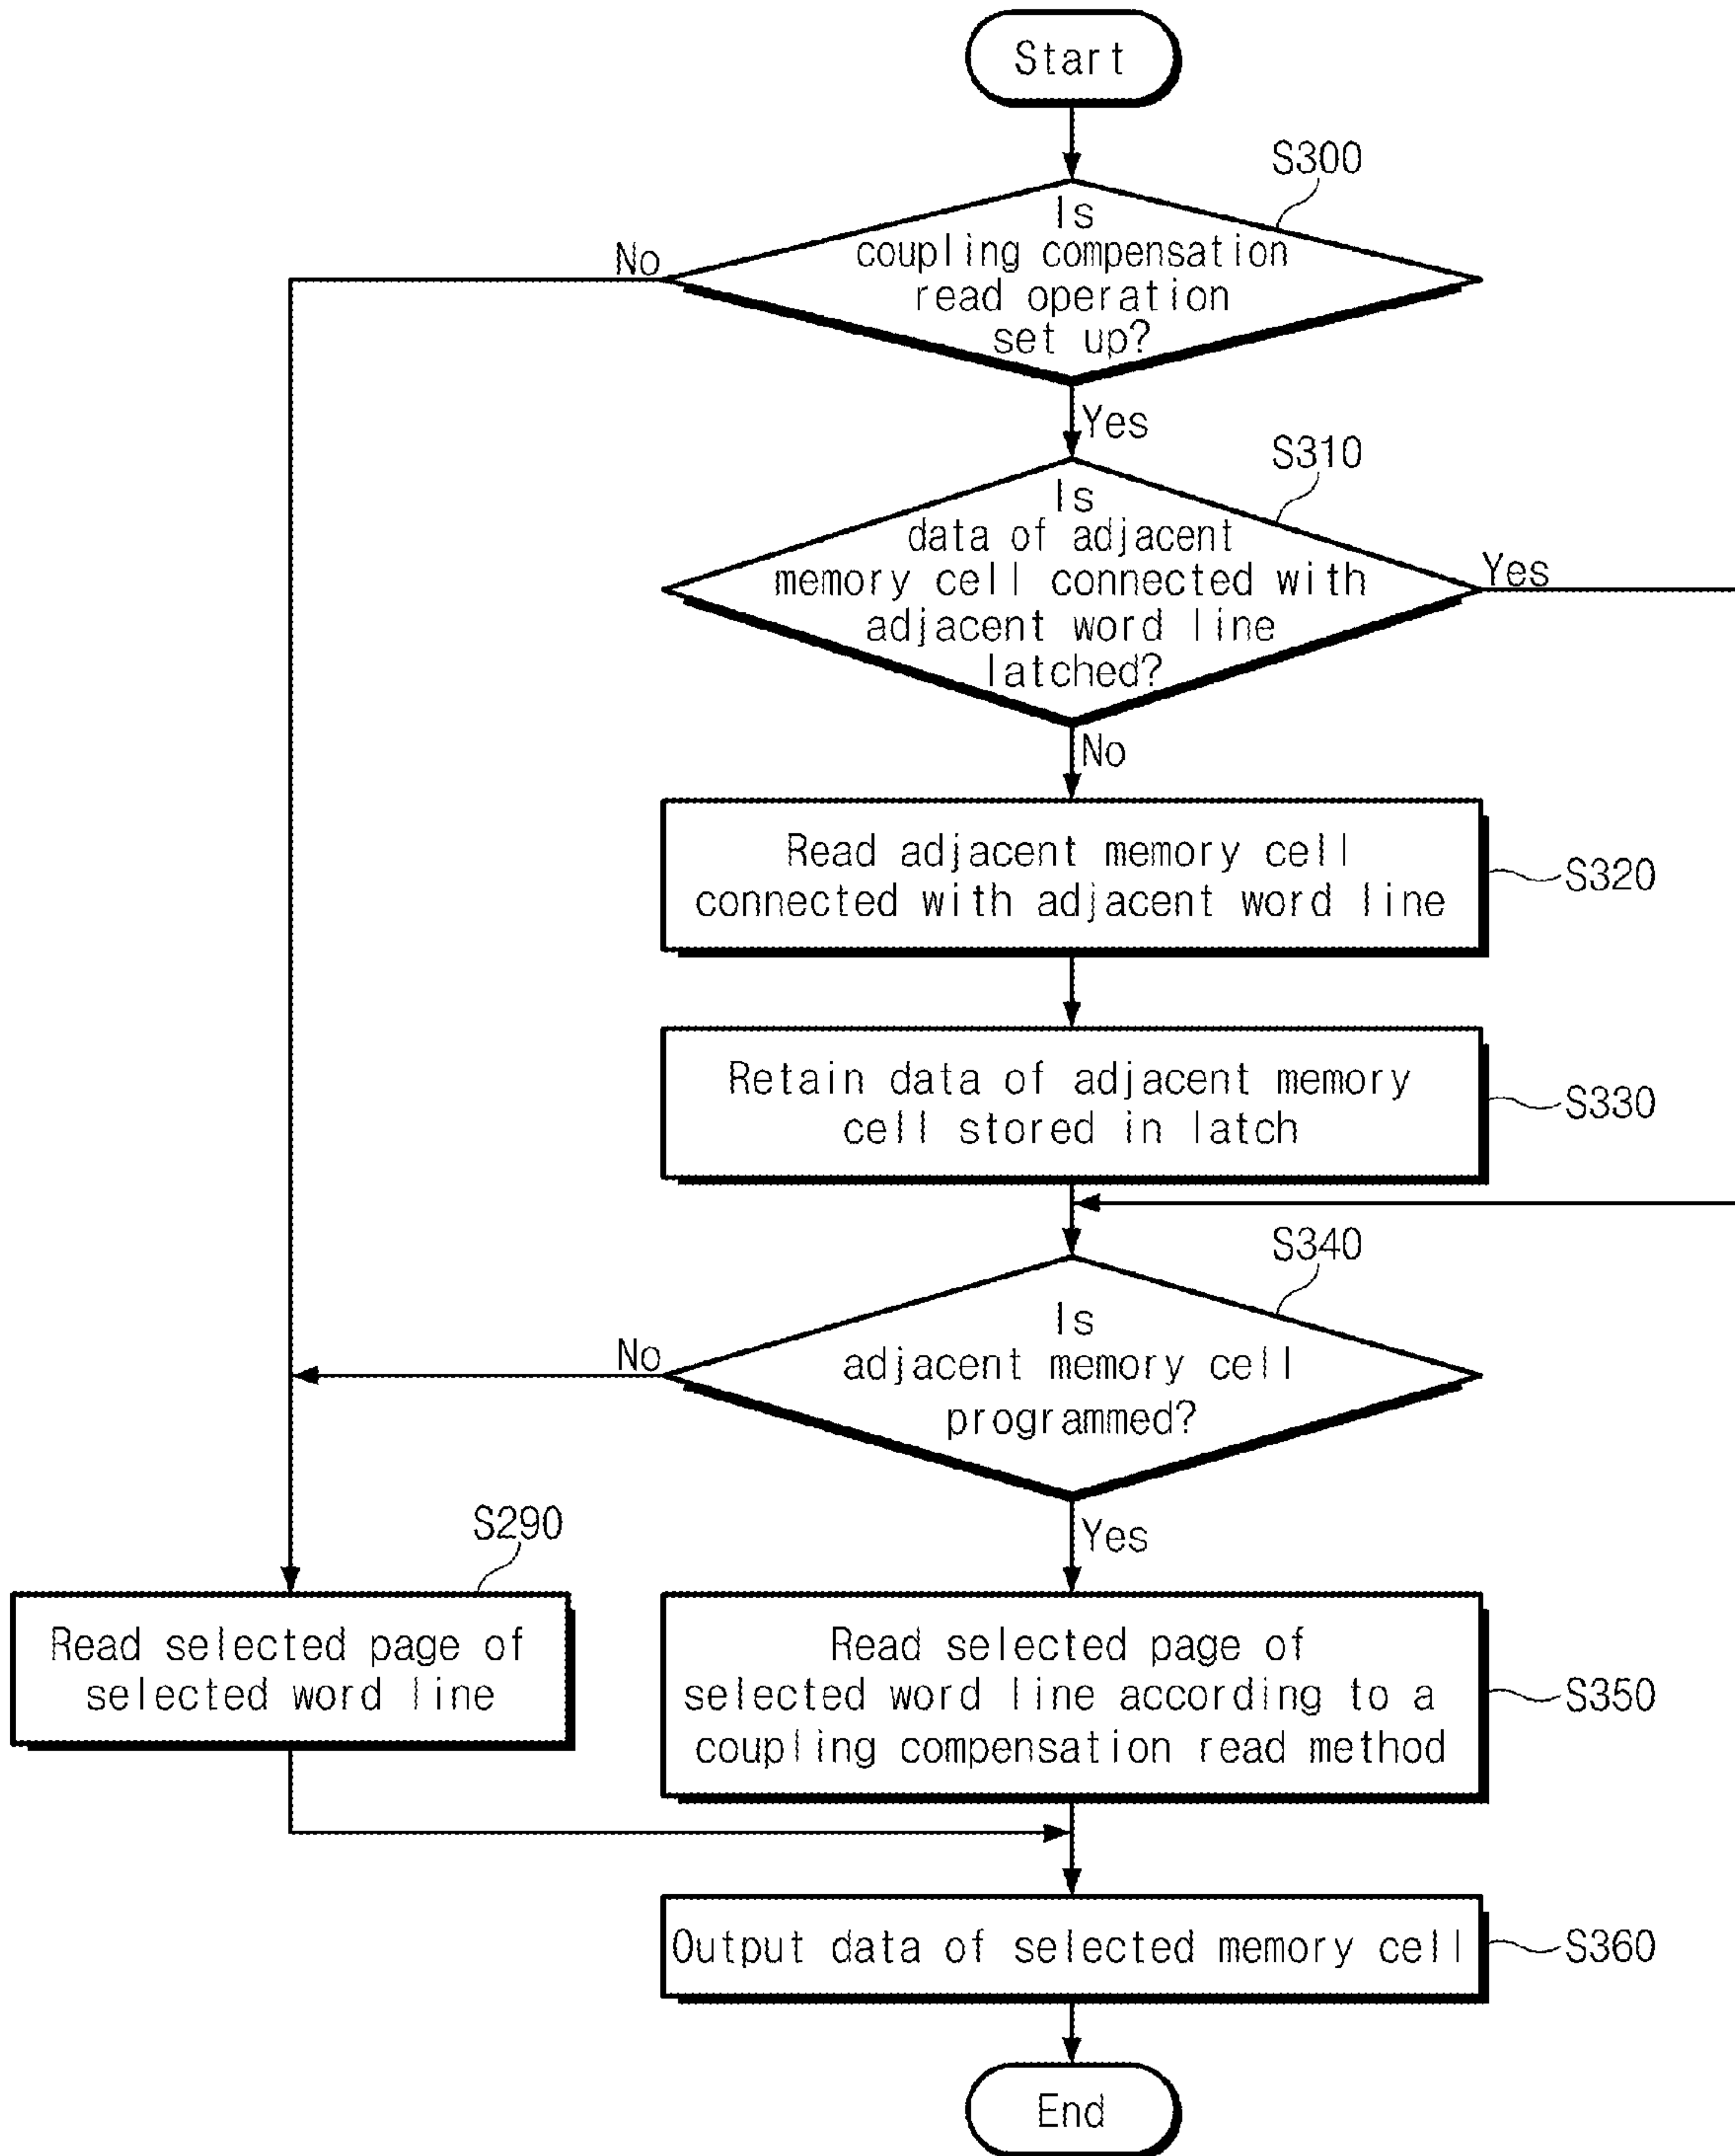 Start
S300
Is
coupling compensation
read operation
set up?
No
Yes
S310
Is
data of adjacent
memory cell connected with
adjacent word line
latched?
Yes
No
Read adjacent memory cell
connected with adjacent word line
S320
Retain data of adjacent memory
cell stored in latch
S330
S340
Is
adjacent memory cell
programmed?
No
Yes
S290
Read selected page of
selected word line
Read selected page of
selected word line according to a
coupling compensation read method
S350
Output data of selected memory cell
S360
End